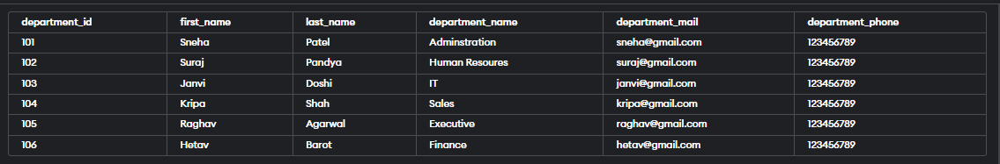 department_id first_name last_name department_name department_mail department_phone
101 Sneha Patel Adminstration sneha@gmail.com 123456789
102 Suraj Pandya Human Resoures suraj@gmail.com 123456789
103 Janvi Doshi IT janvi@gmail.com 123456789
104 Kripa Shah Sales kripa@gmail.com 123456789
105 Raghav Agarwal Executive raghav@gmail.com 123456789
106 Hetav Barot Finance hetav@gmail.com 123456789